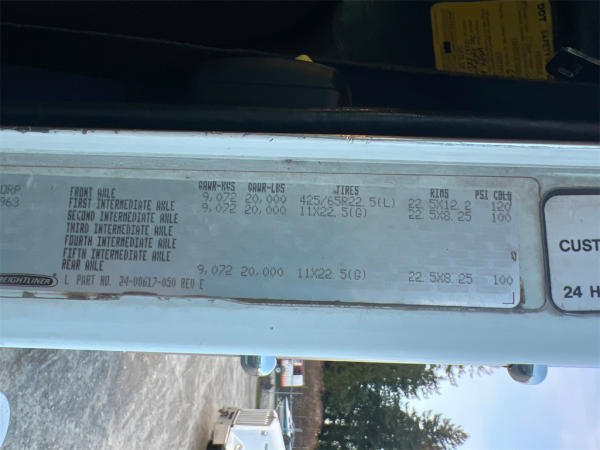 DOT SAFETY
ORP
963
GAWR-KGS GAWR-LBS TIRES RIMS PSI COLD
FRONT AXLE 9,072 20,000 425/65R22.5(L) 22.5X12.2 120
FIRST INTERMEDIATE AXLE 9,072 20,000 11X22.5(G) 22.5X8.25 100
SECOND INTERMEDIATE AXLE
THIRD INTERMEDIATE AXLE
FOURTH INTERMEDIATE AXLE
FIFTH INTERMEDIATE AXLE
REAR AXLE 9,072 20,000 11X22.5(G) 22.5X8.25 100
FREIGHTLINER L PART NO. 24-00617-050 REV E
CUST
24 H